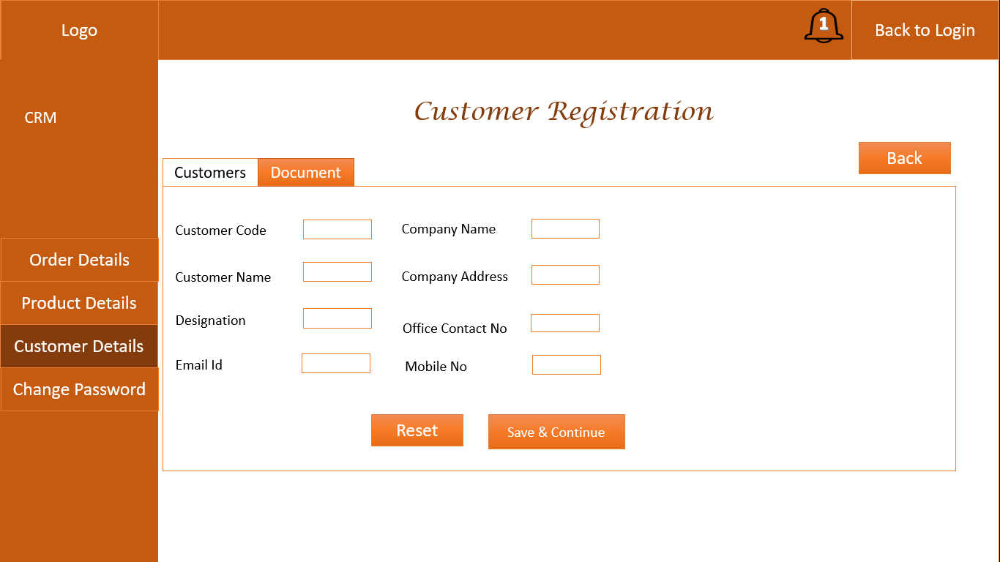 Logo
1
Back to Login
CRM
Customer Registration
Back
Customers
Document
Customer Code
Company Name
Customer Name
Company Address
Designation
Office Contact No
Email Id
Mobile No
Reset
Save & Continue
Order Details
Product Details
Customer Details
Change Password